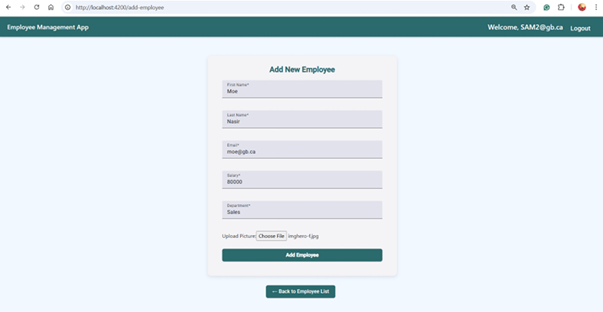 http://localhost:4200/add-employee
Employee Management App
Welcome, SAM2@gb.ca Logout
Add New Employee
First Name*
Moe
Last Name*
Nasir
Email*
moe@gb.ca
Salary*
80000
Department*
Sales
Upload Picture: Choose File imghero-f.jpg
Add Employee
← Back to Employee List